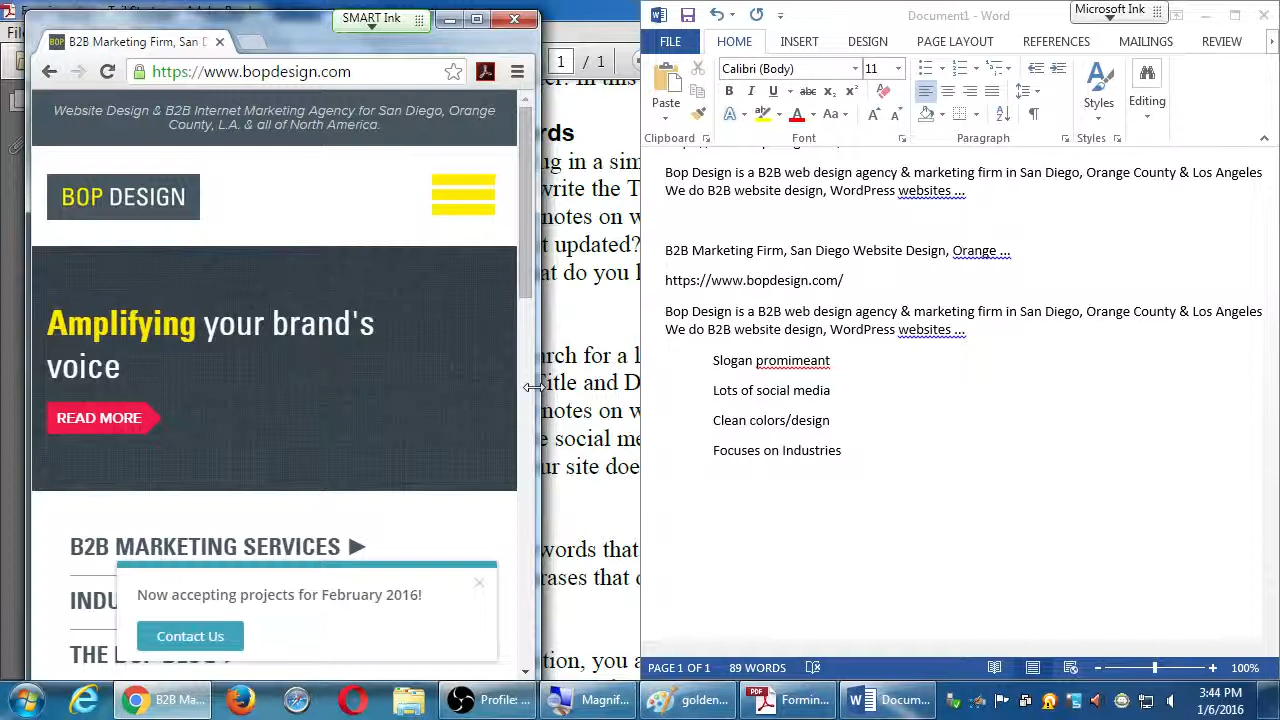 SMART Ink
B2B Marketing Firm, San D
https://www.bopdesign.com
Website Design & B2B Internet Marketing Agency for San Diego, Orange
County, L.A. & all of North America.
BOP DESIGN
Amplifying your brand's
voice
READ MORE
B2B MARKETING SERVICES
INDU
THE BOP BLOG
Now accepting projects for February 2016!
Contact Us
1 / 1
rds
ug in a sim
write the T
notes on w
t updated?
at do you l
arch for a l
Title and D
notes on w
e social me
ur site doe
words that
rases that
tion, you a
Document1 - Word
Microsoft Ink
FILE HOME INSERT DESIGN PAGE LAYOUT REFERENCES MAILINGS REVIEW
Calibri (Body) 11
Paste
Styles
Editing
Clipboard Font Paragraph Styles
Bop Design is a B2B web design agency & marketing firm in San Diego, Orange County & Los Angeles
We do B2B website design, WordPress websites ...
B2B Marketing Firm, San Diego Website Design, Orange ...
https://www.bopdesign.com/
Bop Design is a B2B web design agency & marketing firm in San Diego, Orange County & Los Angeles
We do B2B website design, WordPress websites ...
Slogan promimeant
Lots of social media
Clean colors/design
Focuses on Industries
PAGE 1 OF 1 89 WORDS 100%
B2B Ma... Profile: ... Magnif... golden... Formin... Docum...
3:44 PM
1/6/2016